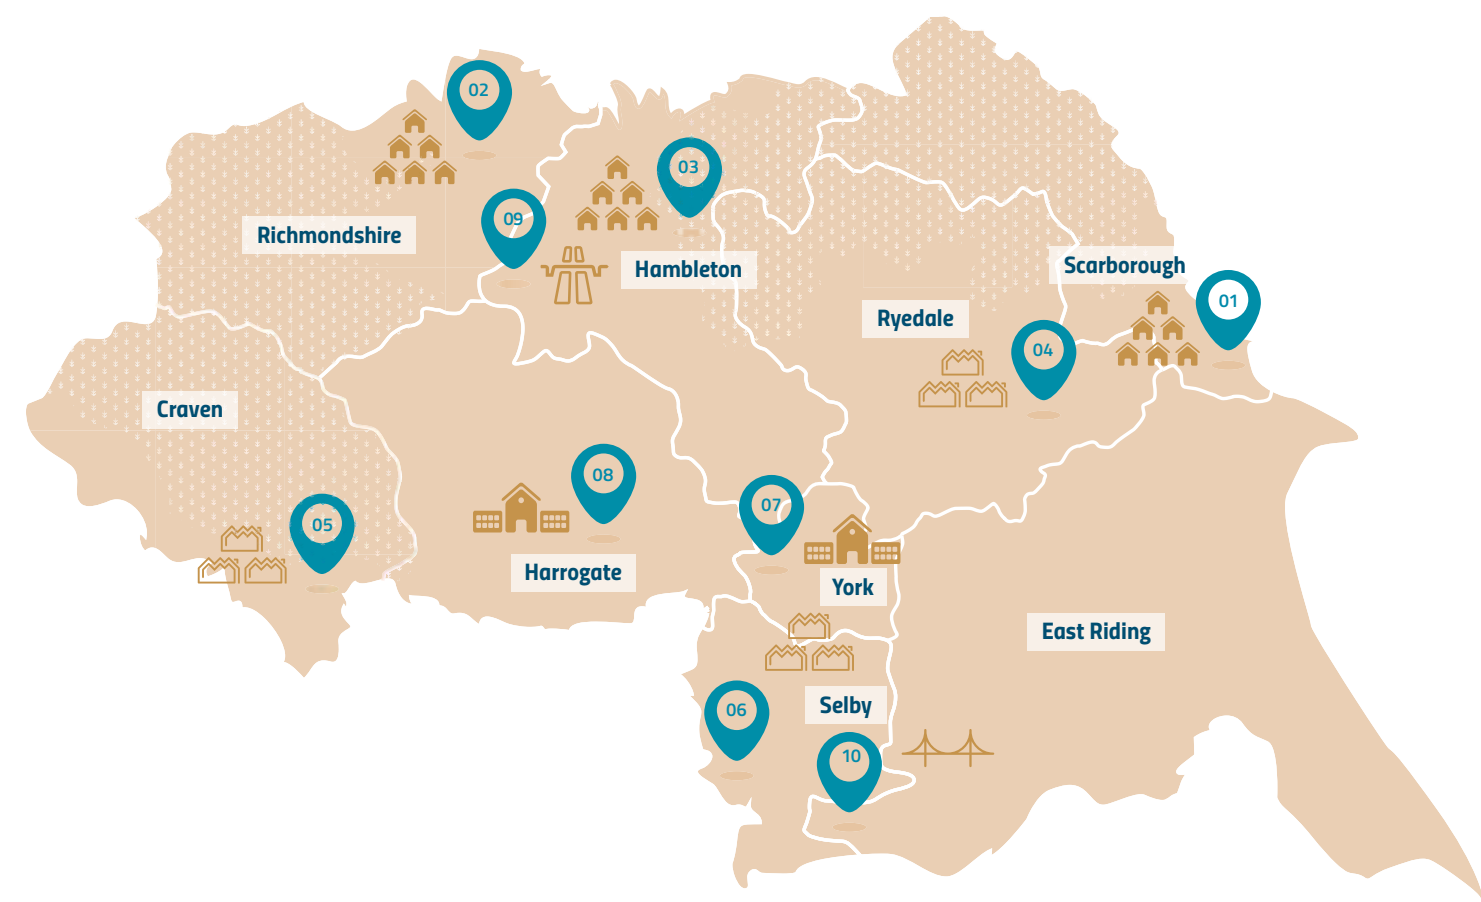 02
03
09
Richmondshire
Hambleton
Scarborough
01
Ryedale
04
Craven
08
07
05
Harrogate
York
East Riding
06
Selby
10